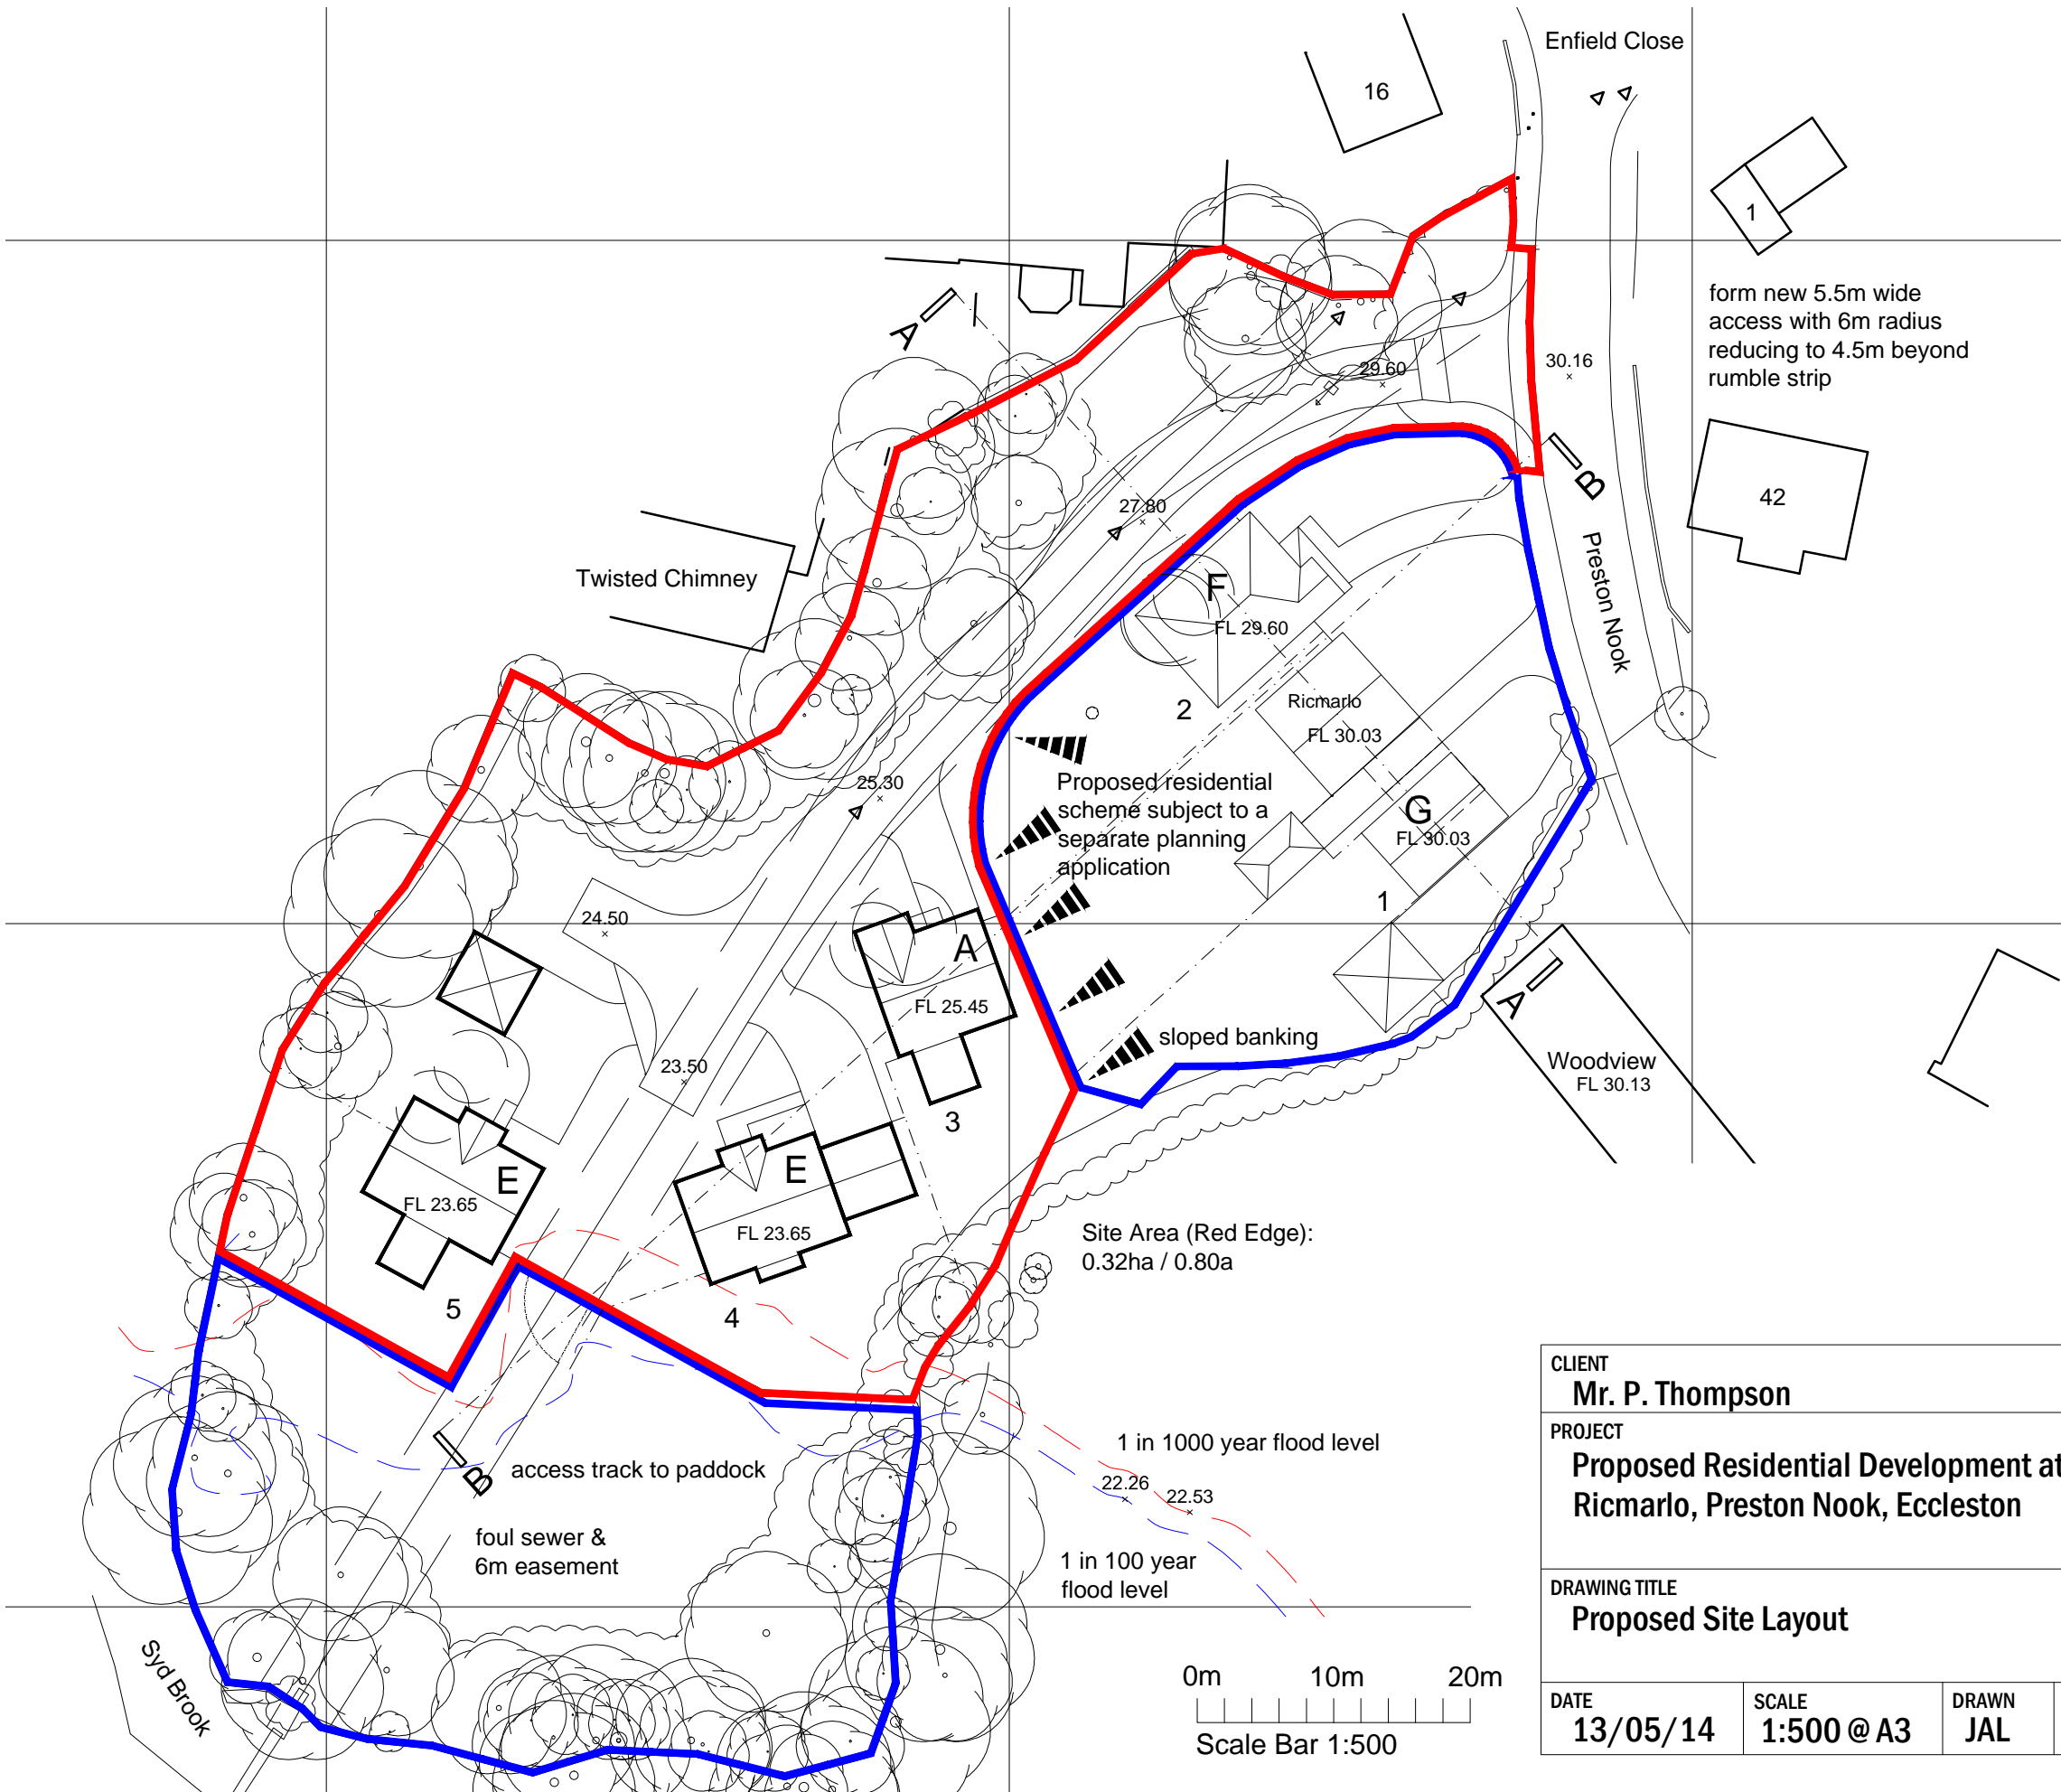 Enfield Close
16
1
form new 5.5m wide
access with 6m radius
reducing to 4.5m beyond
rumble strip
A
30.16
29.60
B
42
27.80
Preston Nook
Twisted Chimney
F
FL 29.60
2
Ricmarlo
FL 30.03
25.30
Proposed residential
scheme subject to a
separate planning
application
G
FL 30.03
1
24.50
A
FL 25.45
sloped banking
A
Woodview
FL 30.13
23.50
3
E
FL 23.65
E
FL 23.65
Site Area (Red Edge):
0.32ha / 0.80a
5
4
CLIENT
Mr. P. Thompson
PROJECT
Proposed Residential Development at
Ricmarlo, Preston Nook, Eccleston
DRAWING TITLE
Proposed Site Layout
DATE
13/05/14
SCALE
1:500 @ A3
DRAWN
JAL
1 in 1000 year flood level
B
access track to paddock
22.26
22.53
foul sewer &
6m easement
1 in 100 year
flood level
Syd Brook
0m 10m 20m
Scale Bar 1:500